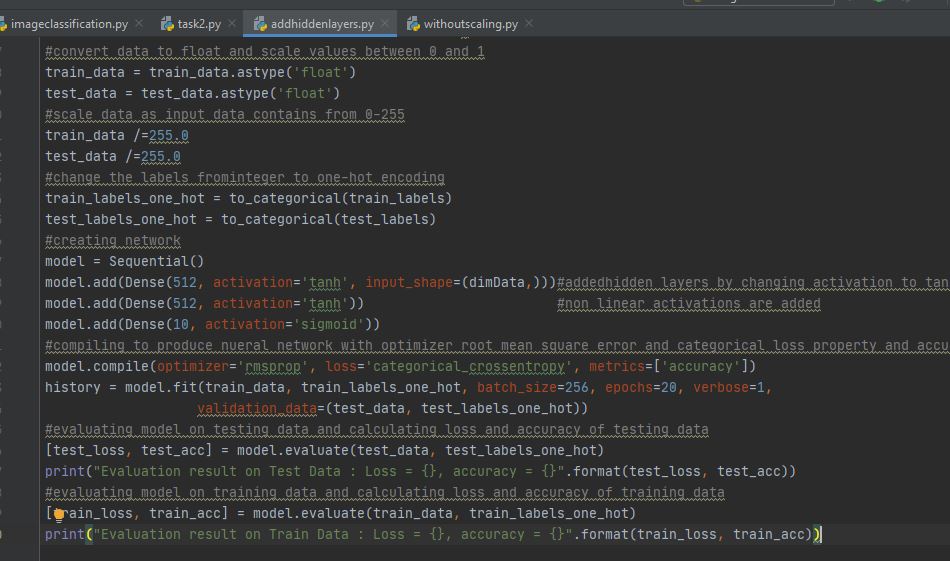 imageclassification.py task2.py addhiddenlayers.py withoutscaling.py
#convert data to float and scale values between 0 and 1
train_data = train_data.astype('float')
test_data = test_data.astype('float')
#scale data as input data contains from 0-255
train_data /=255.0
test_data /=255.0
#change the labels frominteger to one-hot encoding
train_labels_one_hot = to_categorical(train_labels)
test_labels_one_hot = to_categorical(test_labels)
#creating network
model = Sequential()
model.add(Dense(512, activation='tanh', input_shape=(dimData,)))#addedhidden layers by changing activation to tan
model.add(Dense(512, activation='tanh')) #non linear activations are added
model.add(Dense(10, activation='sigmoid'))
#compiling to produce nueral network with optimizer root mean square error and categorical loss property and accu
model.compile(optimizer='rmsprop', loss='categorical_crossentropy', metrics=['accuracy'])
history = model.fit(train_data, train_labels_one_hot, batch_size=256, epochs=20, verbose=1,
validation_data=(test_data, test_labels_one_hot))
#evaluating model on testing data and calculating loss and accuracy of testing data
[test_loss, test_acc] = model.evaluate(test_data, test_labels_one_hot)
print("Evaluation result on Test Data : Loss = {}, accuracy = {}".format(test_loss, test_acc))
#evaluating model on training data and calculating loss and accuracy of training data
[train_loss, train_acc] = model.evaluate(train_data, train_labels_one_hot)
print("Evaluation result on Train Data : Loss = {}, accuracy = {}".format(train_loss, train_acc))